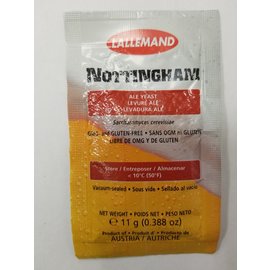 LALLEMAND
NOTTINGHAM
ALE YEAST
LEVURE ALE
LEVADURA ALE
Saccharomyces cerevisiae
GMO- and GLUTEN-FREE • SANS OGM ni GLUTEN
LIBRE DE OMG Y DE GLUTEN
Store / Entreposer / Almacenar
< 10°C (50°F)
Vacuum-sealed • Sous vide • Sellado al vacío
NET WEIGHT • POIDS NET • PESO NETO
e 11 g (0.388 oz)
Product of • Produit d' • Producto de
AUSTRIA / AUTRICHE